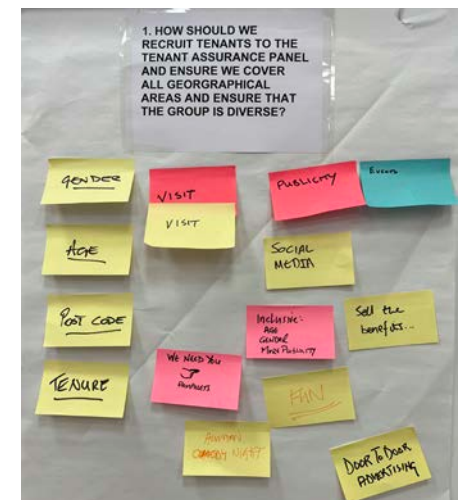 1. HOW SHOULD WE
RECRUIT TENANTS TO THE
TENANT ASSURANCE PANEL
AND ENSURE WE COVER
ALL GEORGRAPHICAL
AREAS AND ENSURE THAT
THE GROUP IS DIVERSE?
GENDER
VISIT
VISIT
PUBLICITY
Events
AGE
SOCIAL
MEDIA
POST CODE
Inclusive:
AGE
GENDER
More Publicity
Sell the
benefits...
TENURE
WE NEED YOU
PAMPHLETS
FUN
COMEDY NIGHT
DOOR TO DOOR
ADVERTISING